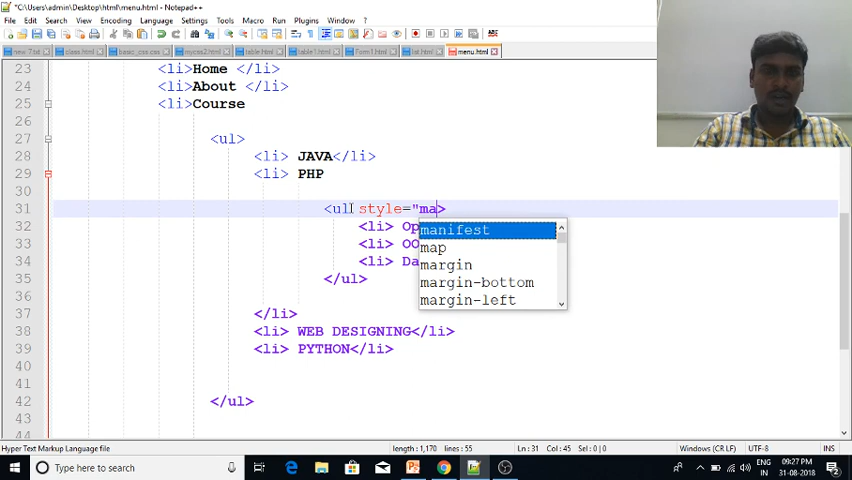 *C:\Users\admin\Desktop\html\menu.html - Notepad++
File Edit Search View Encoding Language Settings Tools Macro Run Plugins Window ?
new 7.txt class.html basic_css.css mycss2.html table.html table1.html Form1.html list.html menu.html
23 <li>Home </li>
24 <li>About </li>
25 <li>Course
26
27 <ul>
28 <li> JAVA</li>
29 <li> PHP
30
31 <ul style="ma>
32 <li> Op
33 <li> OO
34 <li> Da
35 </ul>
36
37 </li>
38 <li> WEB DESIGNING</li>
39 <li> PYTHON</li>
40
41
42 </ul>
43
44
manifest
map
margin
margin-bottom
margin-left
Hyper Text Markup Language file length : 1,170 lines : 55 Ln : 31 Col : 45 Sel : 0 | 0 Windows (CR LF) UTF-8 INS
Type here to search
ENG
IN
09:27 PM
31-08-2018